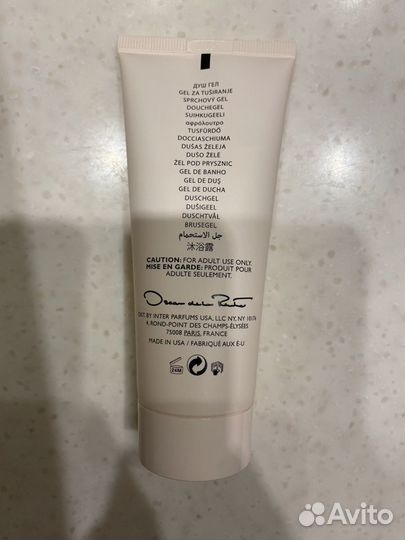 ДУШ ГЕЛ
GEL ZA TUŠIRANJE
SPRCHOVÝ GEL
DOUCHEGEL
SUIHKUGEELI
αφρόλουτρο
TUSFÜRDŐ
DOCCIASCHIUMA
DUŠAS ŽELEJA
DUŠO ŽELĖ
ŻEL POD PRYSZNIC
GEL DE BANHO
GEL DE DUȘ
GEL DE DUCHA
DUSCHGEL
DUŠIGEEL
DUSCHTVÅL
BRUSEGEL
جل الاستحمام
沐浴露
CAUTION: FOR ADULT USE ONLY.
MISE EN GARDE: PRODUIT POUR
ADULTE SEULEMENT.
Oscar de la Renta
DIST. BY INTER PARFUMS USA, LLC NY, NY 10176
4, ROND-POINT DES CHAMPS-ÉLYSÉES
75008 PARIS, FRANCE
MADE IN USA / FABRIQUÉ AUX É-U
24M
Avito